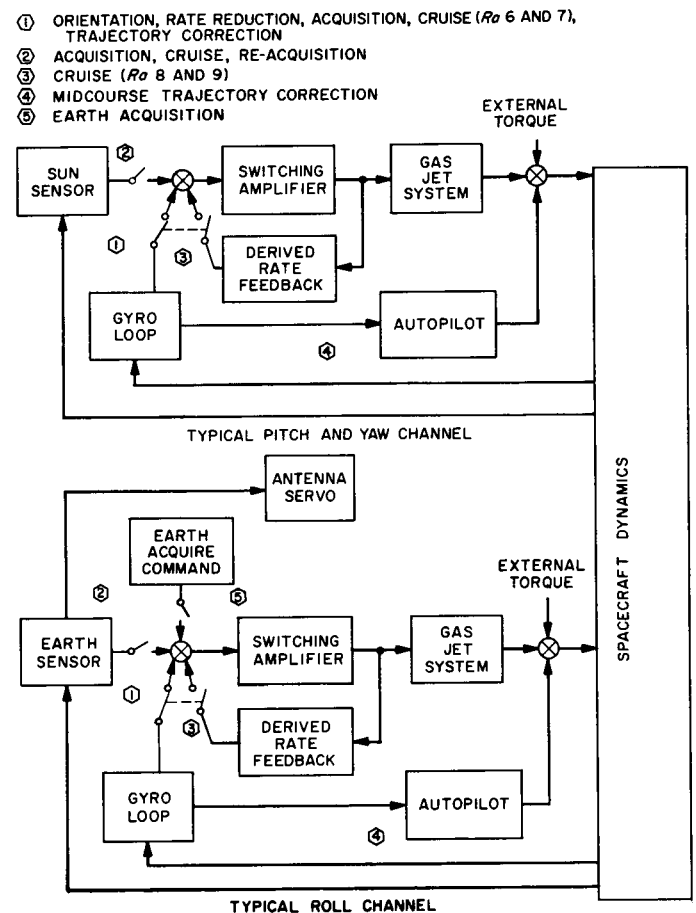 1 ORIENTATION, RATE REDUCTION, ACQUISITION, CRUISE (Ra 6 AND 7),
TRAJECTORY CORRECTION
2 ACQUISITION, CRUISE, RE-ACQUISITION
3 CRUISE (Ra 8 AND 9)
4 MIDCOURSE TRAJECTORY CORRECTION
5 EARTH ACQUISITION
EXTERNAL
TORQUE
2
SUN
SENSOR
SWITCHING
AMPLIFIER
GAS
JET
SYSTEM
1
3
DERIVED
RATE
FEEDBACK
GYRO
LOOP
AUTOPILOT
4
TYPICAL PITCH AND YAW CHANNEL
SPACECRAFT DYNAMICS
ANTENNA
SERVO
EARTH
ACQUIRE
COMMAND
2
5
EXTERNAL
TORQUE
EARTH
SENSOR
SWITCHING
AMPLIFIER
GAS
JET
SYSTEM
1
3
DERIVED
RATE
FEEDBACK
GYRO
LOOP
AUTOPILOT
4
TYPICAL ROLL CHANNEL